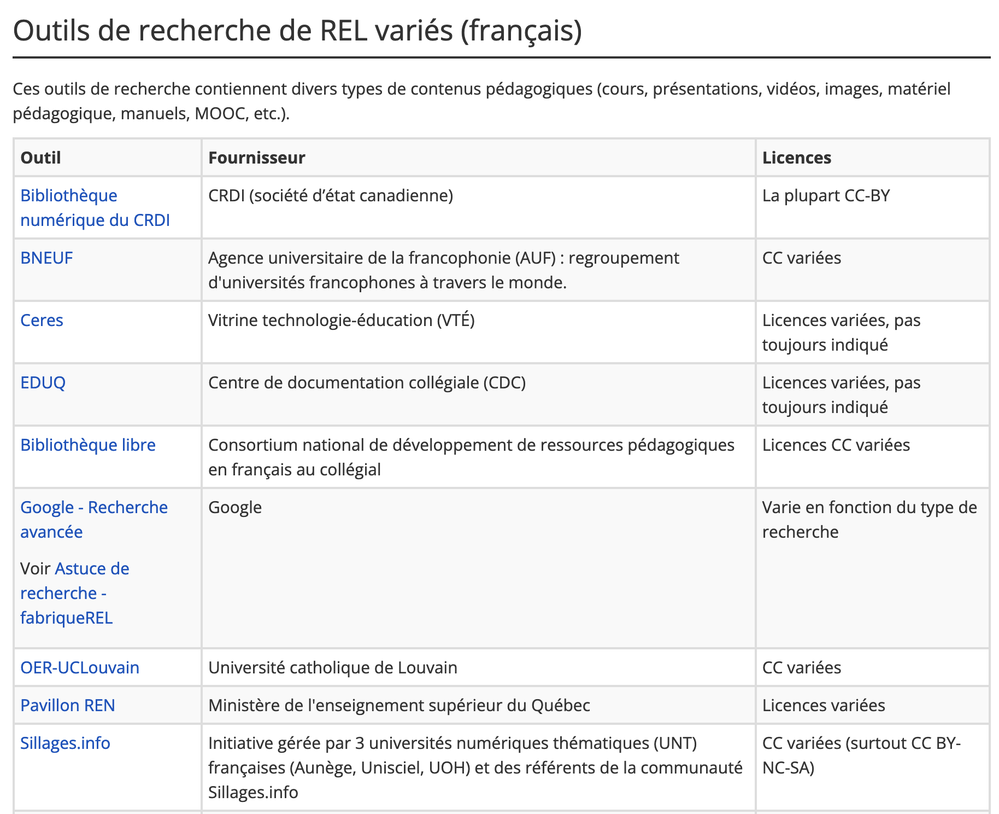 Outils de recherche de REL variés (français)
Ces outils de recherche contiennent divers types de contenus pédagogiques (cours, présentations, vidéos, images, matériel
pédagogique, manuels, MOOC, etc.).
Outil
Fournisseur
Licences
Bibliothèque
numérique du CRDI
CRDI (société d’état canadienne)
La plupart CC-BY
BNEUF
Agence universitaire de la francophonie (AUF) : regroupement
d'universités francophones à travers le monde.
CC variées
Ceres
Vitrine technologie-éducation (VTÉ)
Licences variées, pas
toujours indiqué
EDUQ
Centre de documentation collégiale (CDC)
Licences variées, pas
toujours indiqué
Bibliothèque libre
Consortium national de développement de ressources pédagogiques
en français au collégial
Licences CC variées
Google - Recherche
avancée
Voir Astuce de
recherche -
fabriqueREL
Google
Varie en fonction du type de
recherche
OER-UCLouvain
Université catholique de Louvain
CC variées
Pavillon REN
Ministère de l'enseignement supérieur du Québec
Licences variées
Sillages.info
Initiative gérée par 3 universités numériques thématiques (UNT)
françaises (Aunège, Unisciel, UOH) et des référents de la communauté
Sillages.info
CC variées (surtout CC BY-
NC-SA)